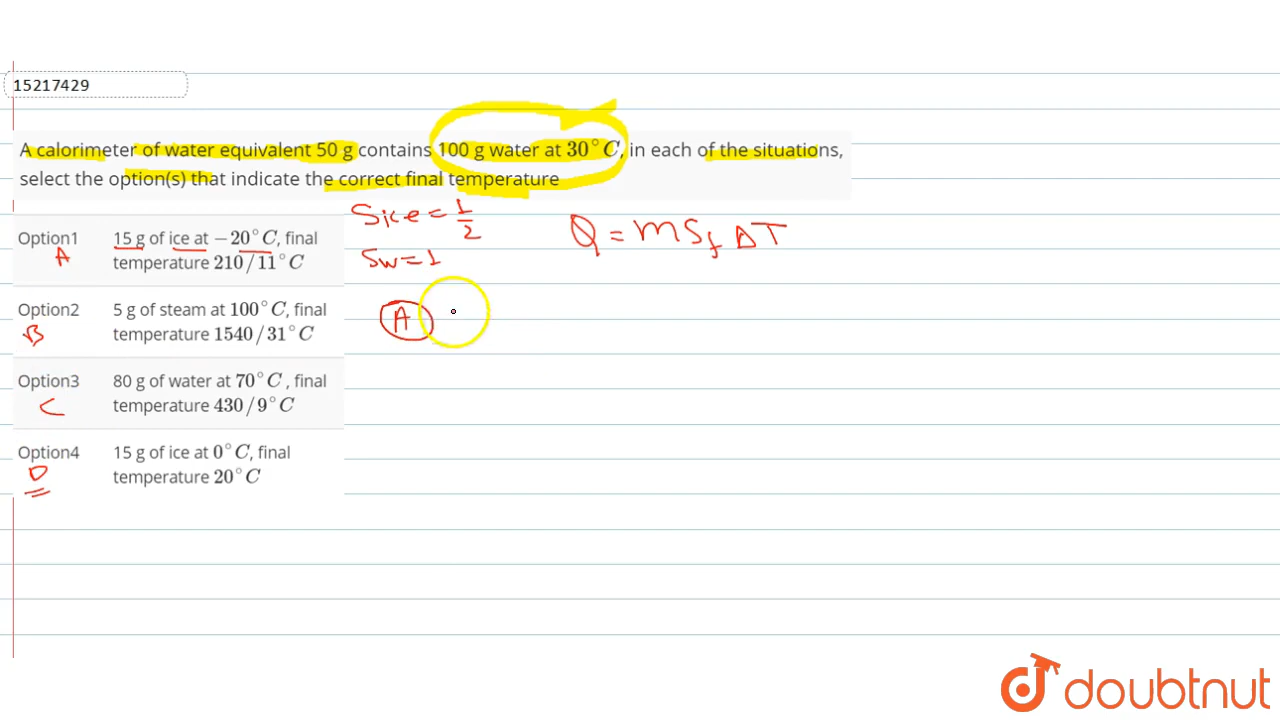 15217429
A calorimeter of water equivalent 50 g contains 100 g water at 30°C, in each of the situations,
select the option(s) that indicate the correct final temperature
Option1 15 g of ice at −20°C, final
A temperature 210/11°C
Option2 5 g of steam at 100°C, final
B temperature 1540/31°C
Option3 80 g of water at 70°C , final
C temperature 430/9°C
Option4 15 g of ice at 0°C, final
D temperature 20°C
Sice = 1/2
Sw = 1
Q = m Sf ΔT
A
doubtnut